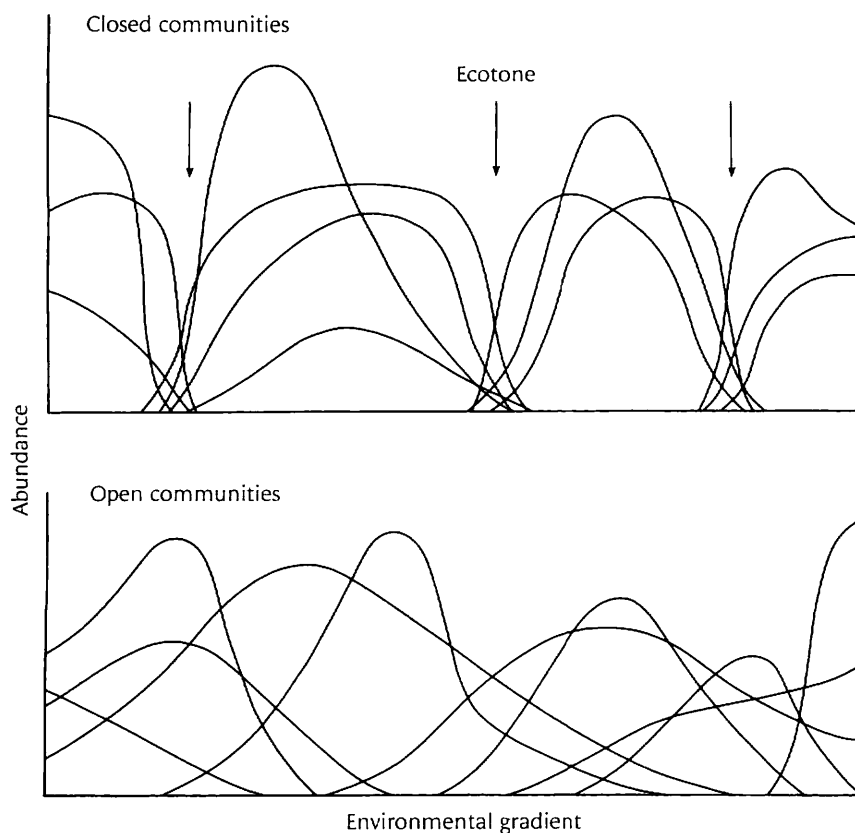 Closed communities
Ecotone
Abundance
Open communities
Environmental gradient